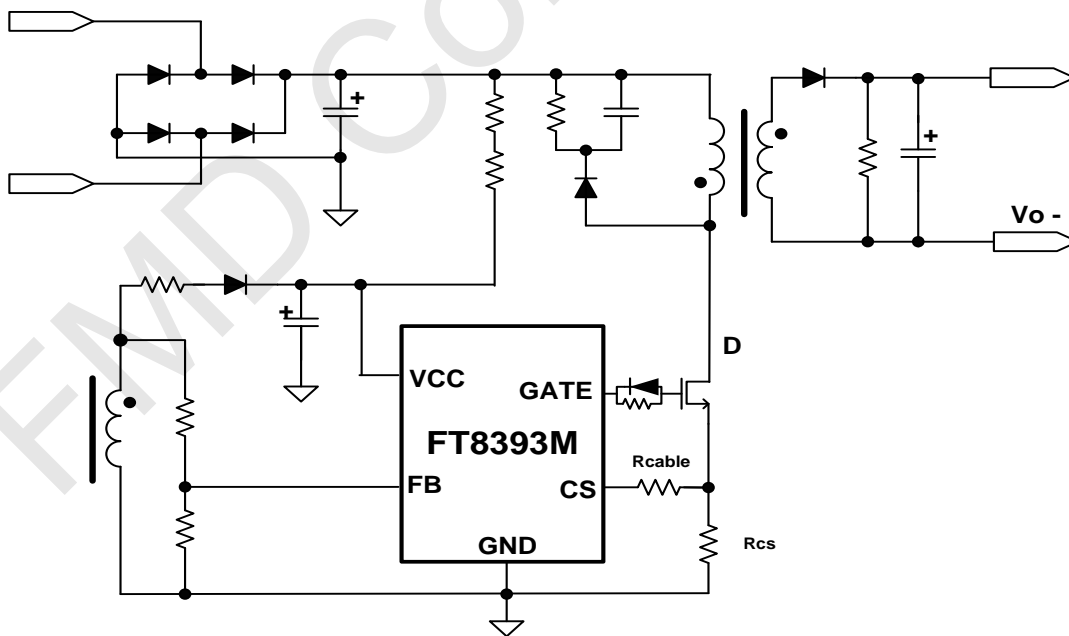 FMD Co
Vo -
D
VCC
GATE
FT8393M
Rcable
FB
CS
GND
Rcs